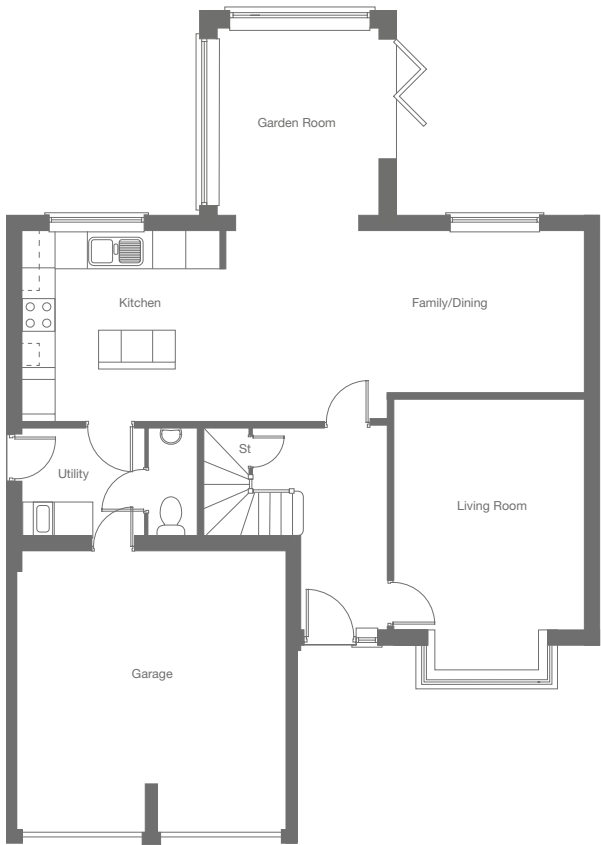 Garden Room
Kitchen
Family/Dining
St
Utility
Living Room
Garage